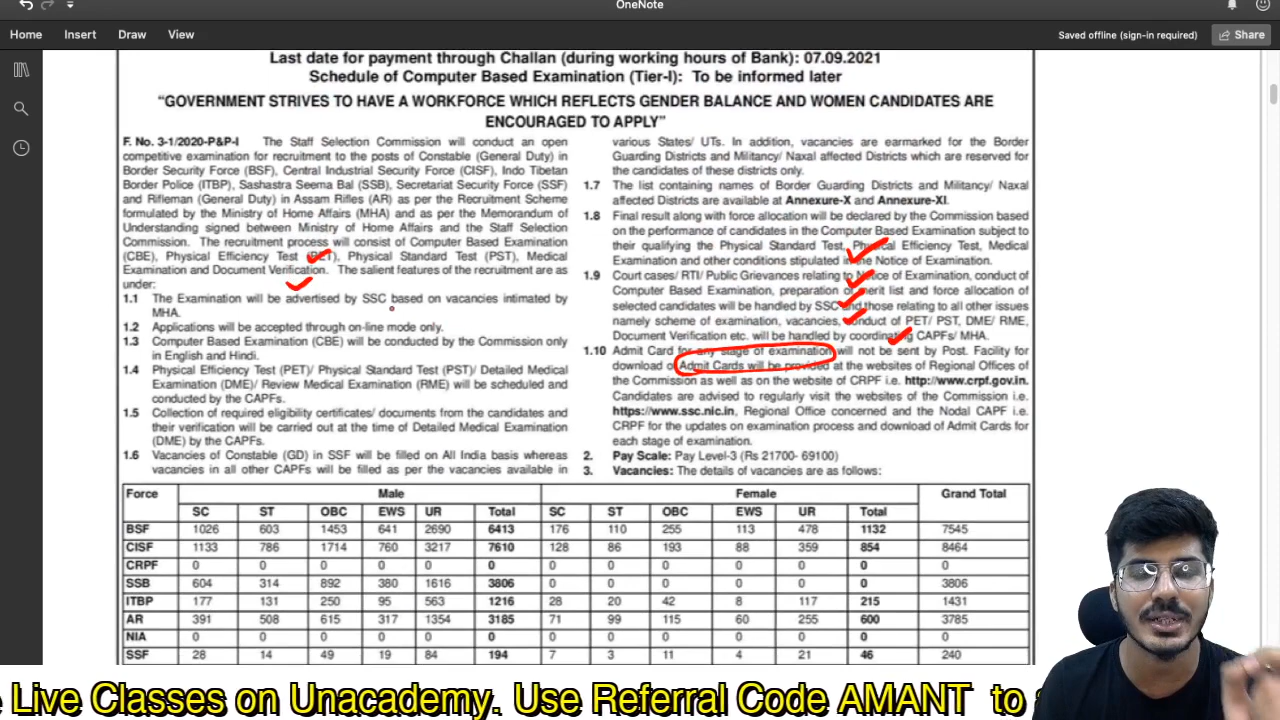 OneNote
Home Insert Draw View
Saved offline (sign-in required) Share
Last date for payment through Challan (during working hours of Bank): 07.09.2021
Schedule of Computer Based Examination (Tier-I): To be informed later
“GOVERNMENT STRIVES TO HAVE A WORKFORCE WHICH REFLECTS GENDER BALANCE AND WOMEN CANDIDATES ARE
ENCOURAGED TO APPLY”
F. No. 3-1/2020-P&P-I The Staff Selection Commission will conduct an open
competitive examination for recruitment to the posts of Constable (General Duty) in
Border Security Force (BSF), Central Industrial Security Force (CISF), Indo Tibetan
Border Police (ITBP), Sashastra Seema Bal (SSB), Secretariat Security Force (SSF)
and Rifleman (General Duty) in Assam Rifles (AR) as per the Recruitment Scheme
formulated by the Ministry of Home Affairs (MHA) and as per the Memorandum of
Understanding signed between Ministry of Home Affairs and the Staff Selection
Commission. The recruitment process will consist of Computer Based Examination
(CBE), Physical Efficiency Test (PET), Physical Standard Test (PST), Medical
Examination and Document Verification. The salient features of the recruitment are as
under:
1.1 The Examination will be advertised by SSC based on vacancies intimated by
MHA.
1.2 Applications will be accepted through on-line mode only.
1.3 Computer Based Examination (CBE) will be conducted by the Commission only
in English and Hindi.
1.4 Physical Efficiency Test (PET)/ Physical Standard Test (PST)/ Detailed Medical
Examination (DME)/ Review Medical Examination (RME) will be scheduled and
conducted by the CAPFs.
1.5 Collection of required eligibility certificates/ documents from the candidates and
their verification will be carried out at the time of Detailed Medical Examination
(DME) by the CAPFs.
1.6 Vacancies of Constable (GD) in SSF will be filled on All India basis whereas
vacancies in all other CAPFs will be filled as per the vacancies available in
various States/ UTs. In addition, vacancies are earmarked for the Border
Guarding Districts and Militancy/ Naxal affected Districts which are reserved for
the candidates of these districts only.
1.7 The list containing names of Border Guarding Districts and Militancy/ Naxal
affected Districts are available at Annexure-X and Annexure-XI.
1.8 Final result along with force allocation will be declared by the Commission based
on the performance of candidates in the Computer Based Examination subject to
their qualifying the Physical Standard Test, Physical Efficiency Test, Medical
Examination and other conditions stipulated in the Notice of Examination.
1.9 Court cases/ RTI/ Public Grievances relating to Notice of Examination, conduct of
Computer Based Examination, preparation of merit list and force allocation of
selected candidates will be handled by SSC and those relating to all other issues
namely scheme of examination, vacancies, conduct of PET/ PST, DME/ RME,
Document Verification etc. will be handled by coordinating CAPFs/ MHA.
1.10 Admit Card for any stage of examination will not be sent by Post. Facility for
download of Admit Cards will be provided at the websites of Regional Offices of
the Commission as well as on the website of CRPF i.e. http://www.crpf.gov.in.
Candidates are advised to regularly visit the websites of the Commission i.e.
https://www.ssc.nic.in, Regional Office concerned and the Nodal CAPF i.e.
CRPF for the updates on examination process and download of Admit Cards for
each stage of examination.
2. Pay Scale: Pay Level-3 (Rs 21700- 69100)
3. Vacancies: The details of vacancies are as follows:
Force Male Female Grand Total
SC ST OBC EWS UR Total SC ST OBC EWS UR Total
BSF 1026 603 1453 641 2690 6413 176 110 255 113 478 1132 7545
CISF 1133 786 1714 760 3217 7610 128 86 193 88 359 854 8464
CRPF 0 0 0 0 0 0 0 0 0 0 0 0 0
SSB 604 314 892 380 1616 3806 0 0 0 0 0 0 3806
ITBP 177 131 250 95 563 1216 28 20 42 8 117 215 1431
AR 391 508 615 317 1354 3185 71 99 115 60 255 600 3785
NIA 0 0 0 0 0 0 0 0 0 0 0 0 0
SSF 28 14 49 19 84 194 7 3 11 4 21 46 240
e Live Classes on Unacademy. Use Referral Code AMANT to a